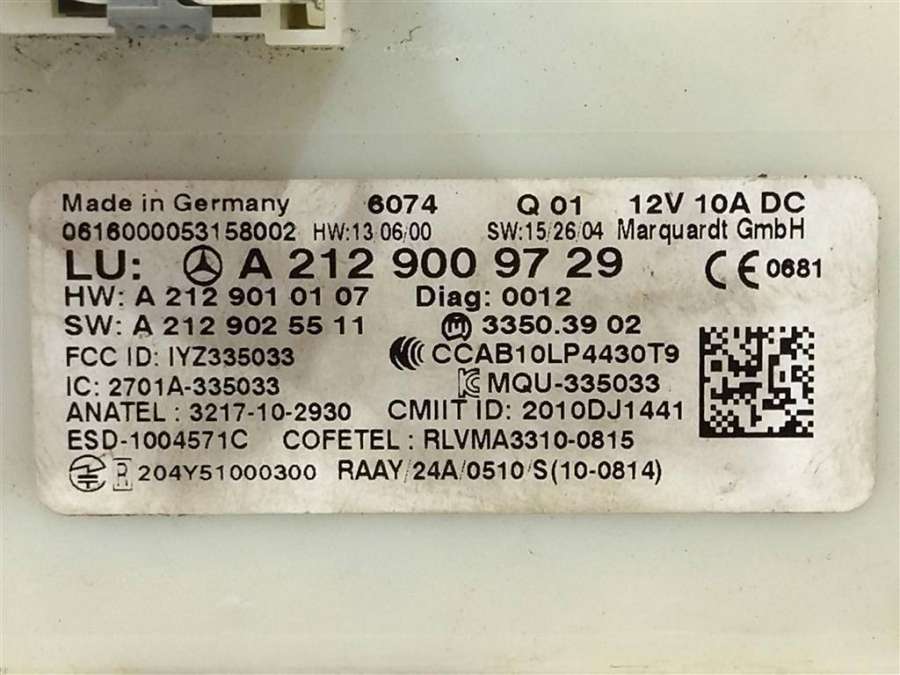 Made in Germany 6074 Q 01 12V 10A DC
0616000053158002 HW:13 06/00 SW:15/26/04 Marquardt GmbH
LU: A 212 900 97 29 CE 0681
HW: A 212 901 01 07 Diag: 0012
SW: A 212 902 55 11 3350.3902
FCC ID: IYZ335033 CCAB10LP4430T9
IC: 2701A-335033 MQU-335033
ANATEL : 3217-10-2930 CMIIT ID: 2010DJ1441
ESD-1004571C COFETEL : RLVMA3310-0815
R 204Y51000300 RAAY/24A/0510/S(10-0814)